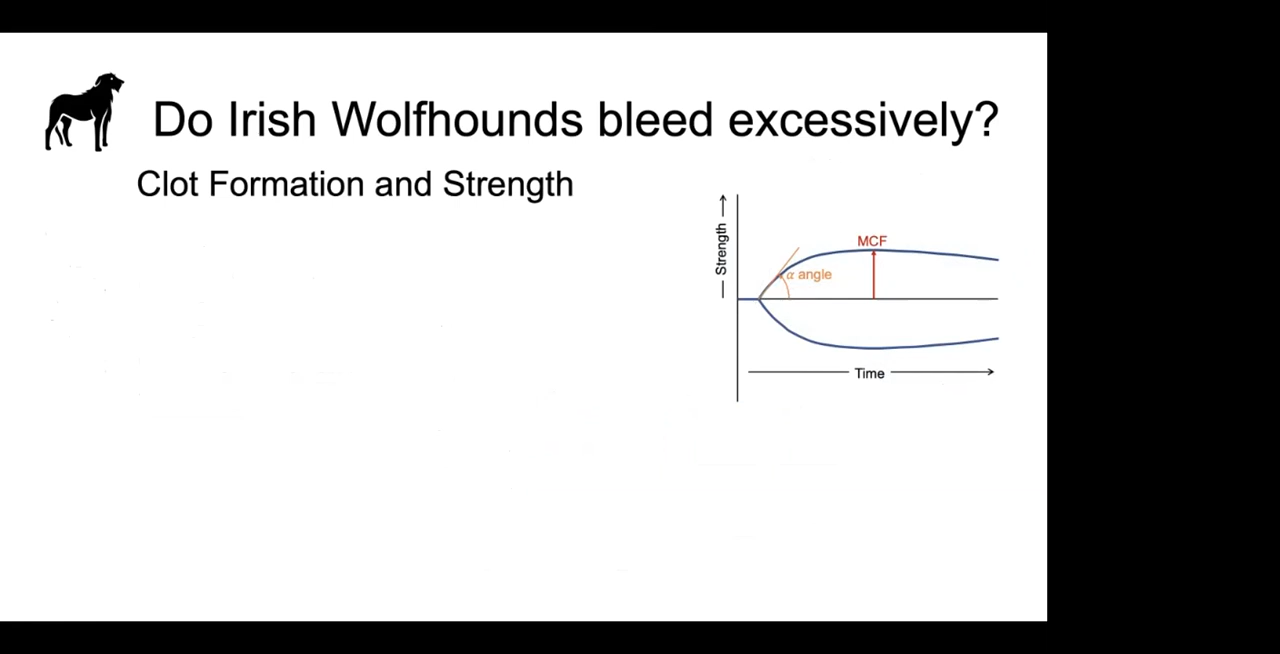 Do Irish Wolfhounds bleed excessively?
Clot Formation and Strength
Strength
MCF
α angle
Time